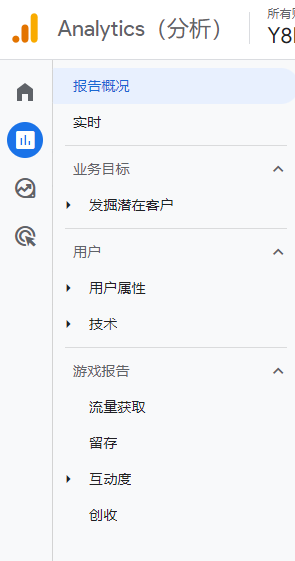 所有
Analytics（分析）
Y8
报告概况
实时
业务目标
发掘潜在客户
用户
用户属性
技术
游戏报告
流量获取
留存
互动度
创收